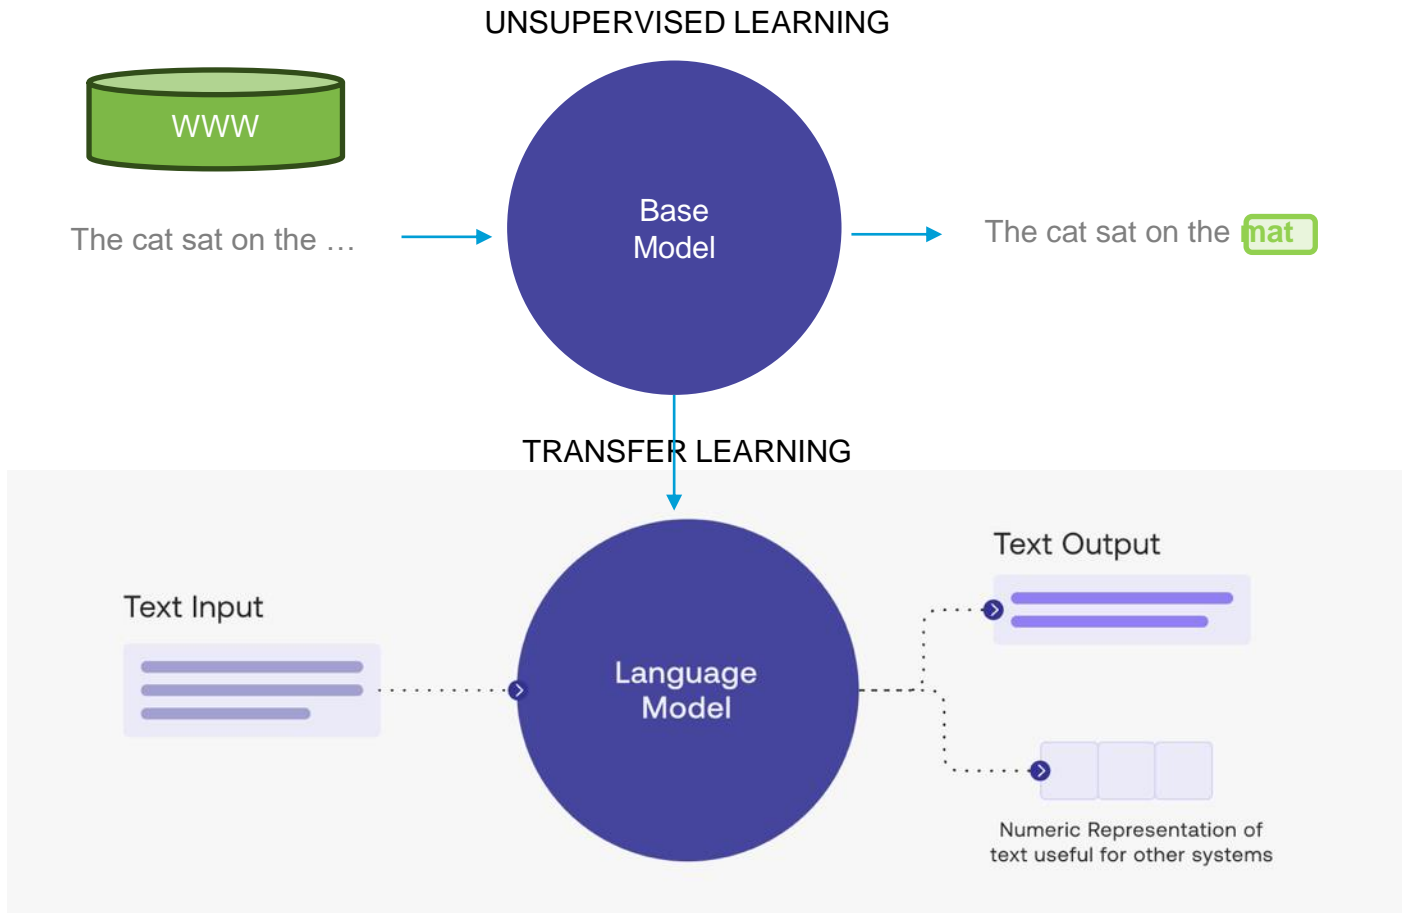 UNSUPERVISED LEARNING
WWW
The cat sat on the …
Base
Model
The cat sat on the mat
TRANSFER LEARNING
Text Input
Language
Model
Text Output
Numeric Representation of
text useful for other systems